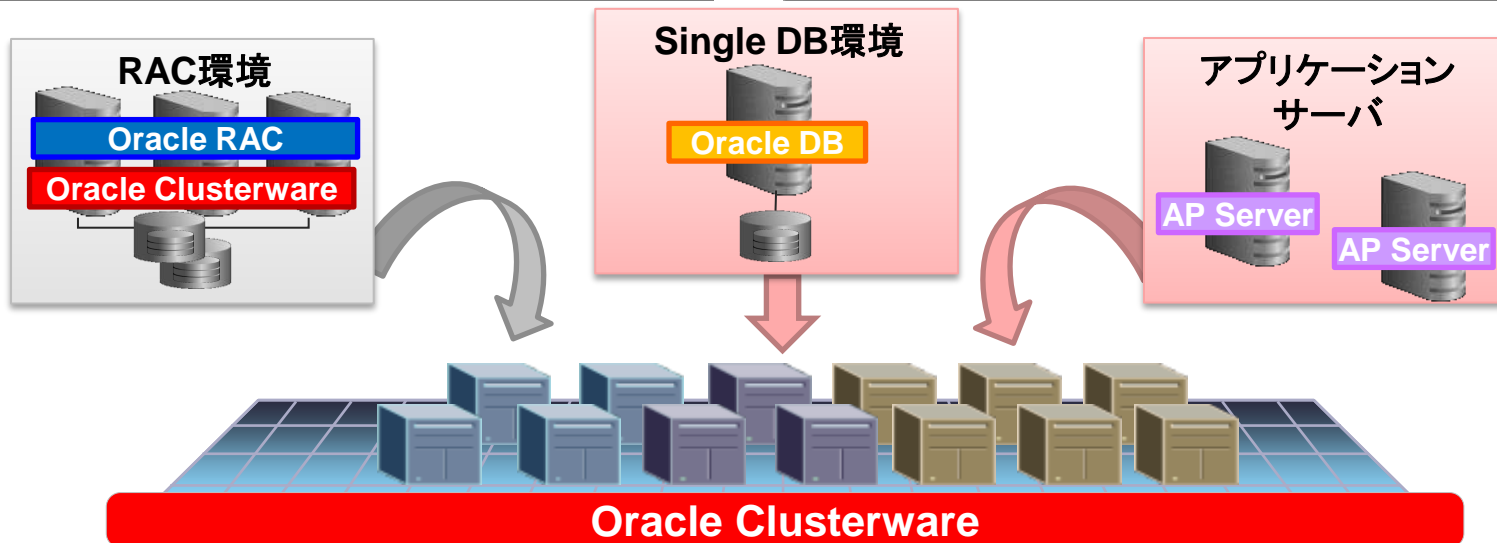 RAC環境
Oracle RAC
Oracle Clusterware
Single DB環境
Oracle DB
アプリケーション
サーバ
AP Server
AP Server
Oracle Clusterware